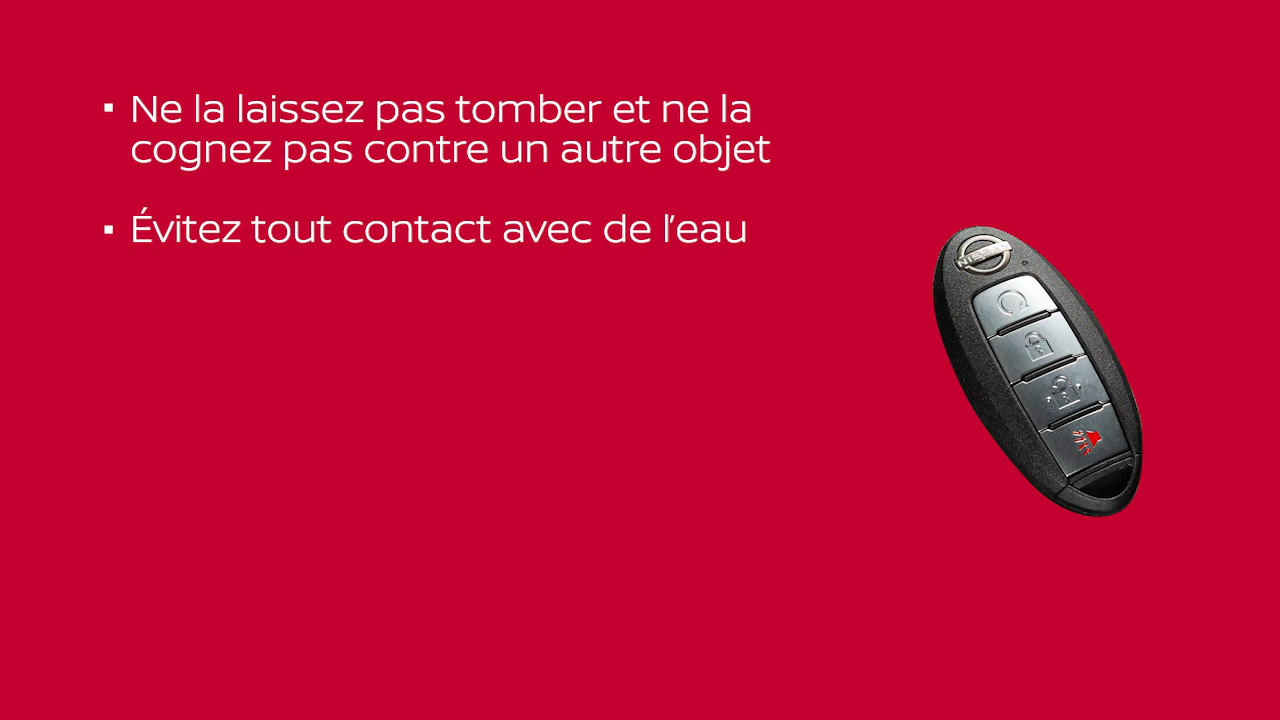 ▪ Ne la laissez pas tomber et ne la
cognez pas contre un autre objet
▪ Évitez tout contact avec de l'eau
NISSAN